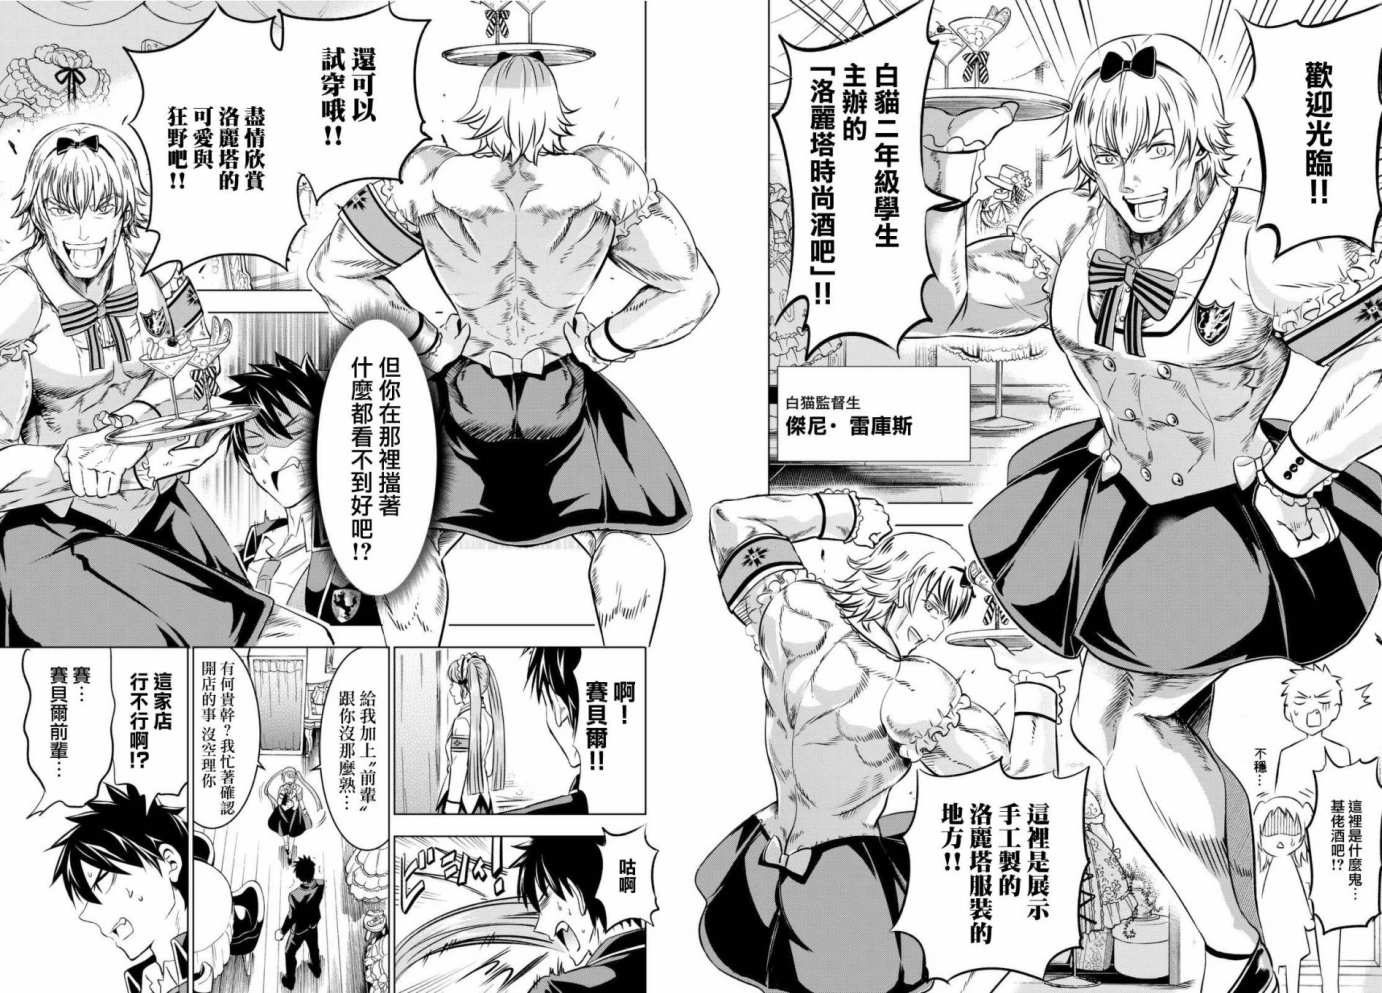 歡迎光臨!!
白貓二年級學生
主辦的
「洛麗塔時尚酒吧」!!
白猫監督生
傑尼・雷庫斯
這裡是什麼鬼…
基佬酒吧!?
不穩…
這裡是展示
手工製的
洛麗塔服裝的
地方!!
還可以
試穿哦!!
盡情欣賞
洛麗塔的
可愛與
狂野吧!!
但你在那裡擋著
什麼都看不到好吧!?
啊!
賽貝爾!!
咕啊
給我加上〝前輩〞
跟你沒那麼熟…
有何貴幹?我忙著確認
開店的事 沒空理你
這家店
行不行啊!?
賽…
賽貝爾前輩…